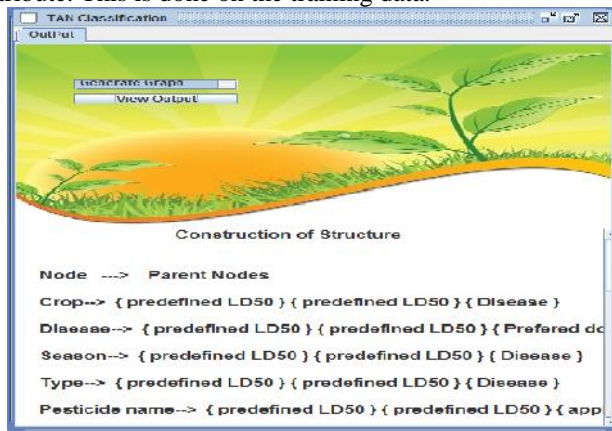 tribute. This is done on the training data.
TAN Classification
Output
Generate Graph
View Output
Construction of Structure
Node ---> Parent Nodes
Crop--> { predefined LD50 } { predefined LD50 } { Disease }
Disease--> { predefined LD50 } { predefined LD50 } { Prefered do
Season--> { predefined LD50 } { predefined LD50 } { Disease }
Type--> { predefined LD50 } { predefined LD50 } { Disease }
Pesticide name--> { predefined LD50 } { predefined LD50 } { app